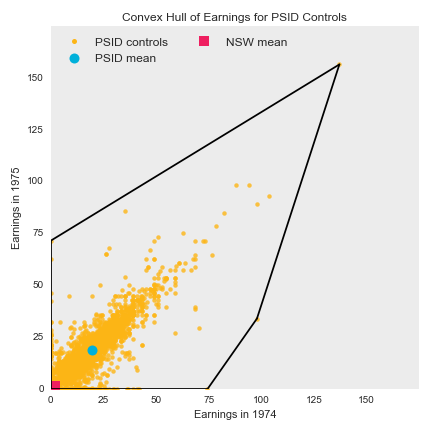 Convex Hull of Earnings for PSID Controls
PSID controls
NSW mean
PSID mean
Earnings in 1975
150
125
100
75
50
25
0
0
25
50
75
100
125
150
Earnings in 1974